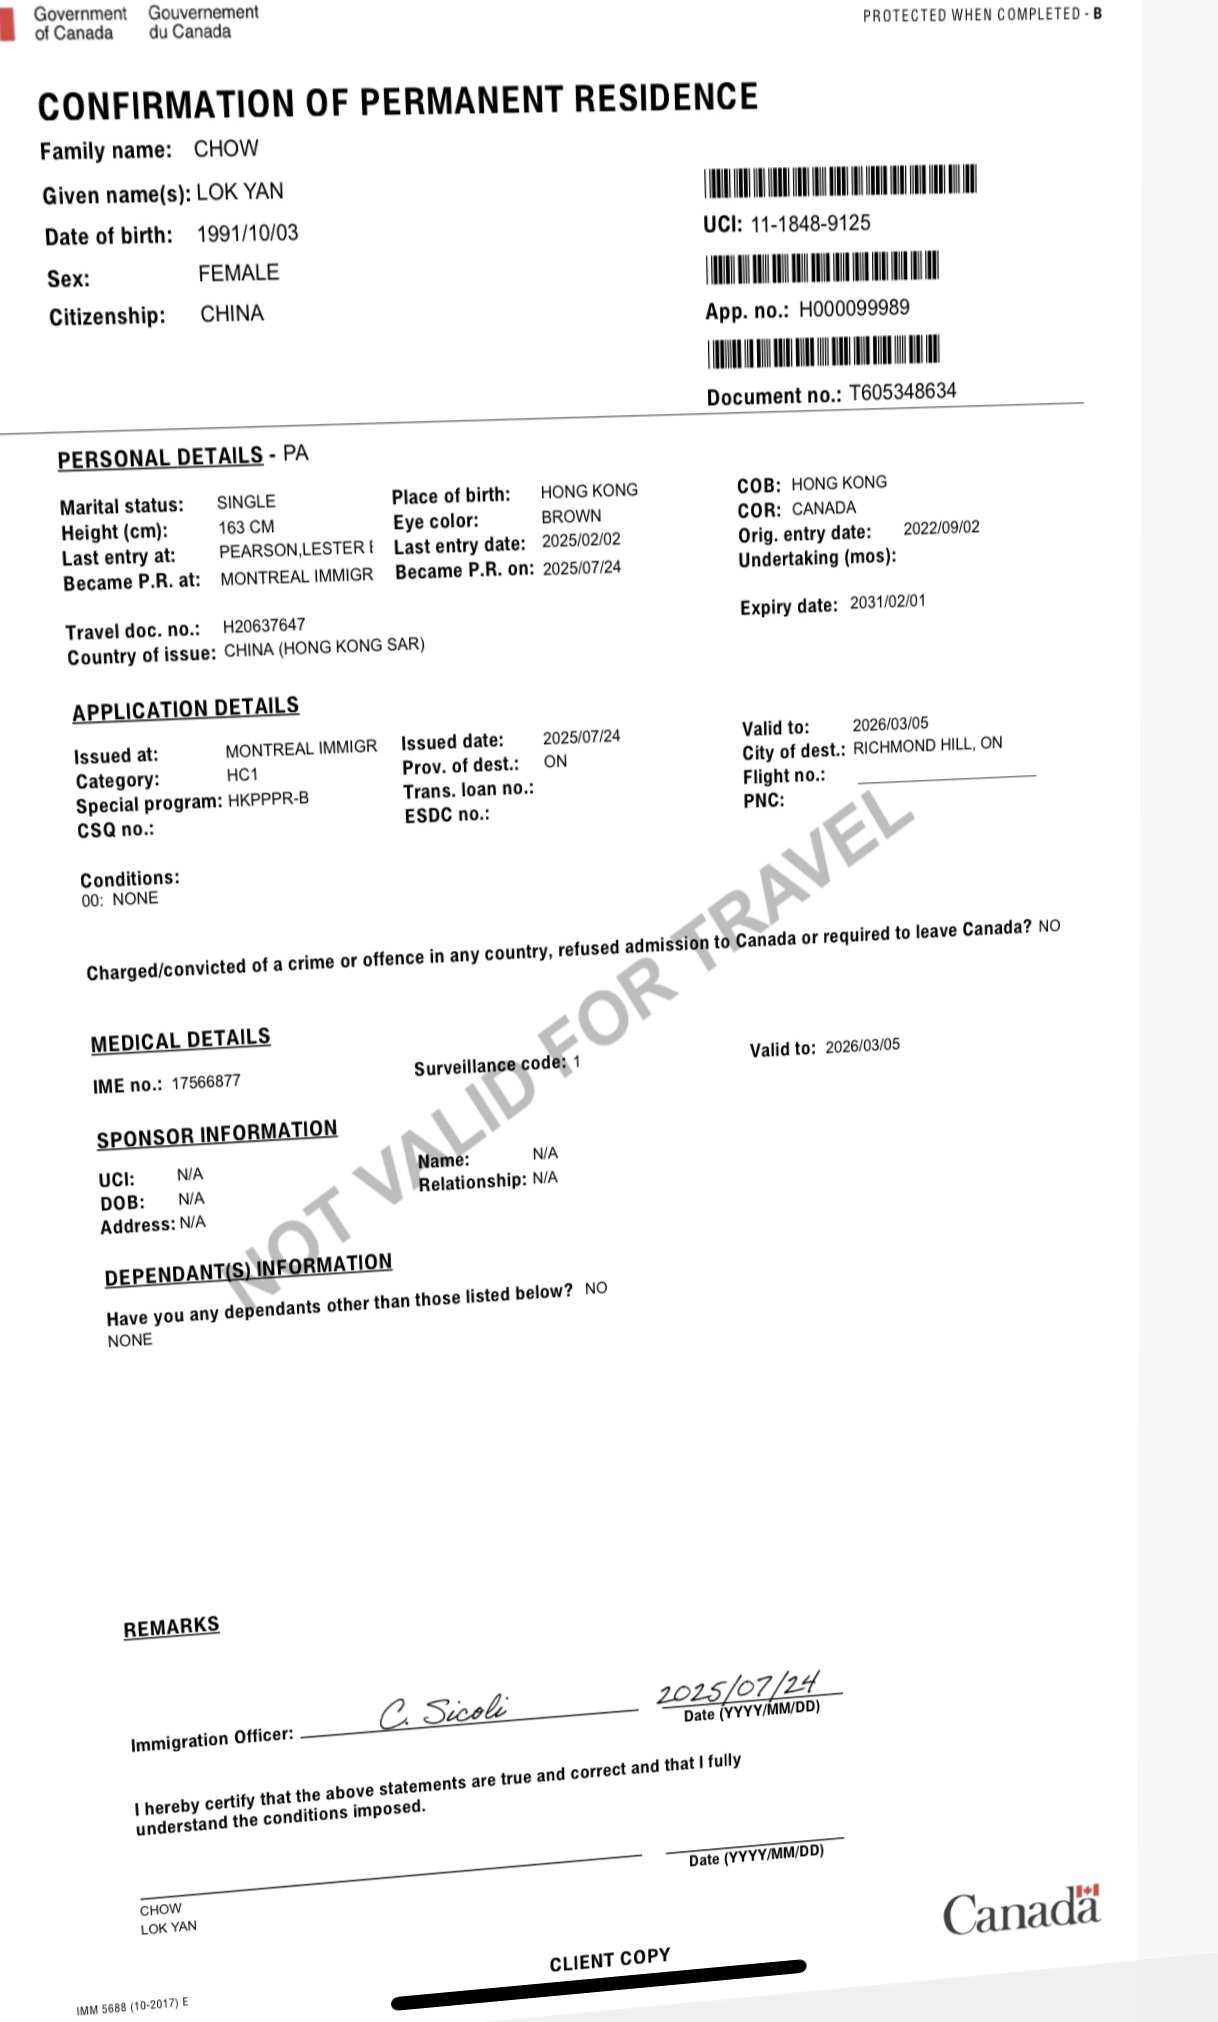 Government Gouvernement
of Canada du Canada
PROTECTED WHEN COMPLETED - B
CONFIRMATION OF PERMANENT RESIDENCE
Family name: CHOW
Given name(s): LOK YAN
Date of birth: 1991/10/03
Sex: FEMALE
Citizenship: CHINA
UCI: 11-1848-9125
App. no.: H000099989
Document no.: T605348634
PERSONAL DETAILS - PA
Marital status: SINGLE Place of birth: HONG KONG COB: HONG KONG
Height (cm): 163 CM Eye color: BROWN COR: CANADA
Last entry at: PEARSON,LESTER Last entry date: 2025/02/02 Orig. entry date: 2022/09/02
Became P.R. at: MONTREAL IMMIGR Became P.R. on: 2025/07/24 Undertaking (mos):
Travel doc. no.: H20637647 Expiry date: 2031/02/01
Country of issue: CHINA (HONG KONG SAR)
APPLICATION DETAILS
Issued at: MONTREAL IMMIGR Issued date: 2025/07/24 Valid to: 2026/03/05
Category: HC1 Prov. of dest.: ON City of dest.: RICHMOND HILL, ON
Special program: HKPPPR-B Trans. loan no.: Flight no.:
CSQ no.: ESDC no.: PNC:
Conditions:
00: NONE
Charged/convicted of a crime or offence in any country, refused admission to Canada or required to leave Canada? NO
NOT VALID FOR TRAVEL
MEDICAL DETAILS
IME no.: 17566877 Surveillance code: 1 Valid to: 2026/03/05
SPONSOR INFORMATION
UCI: N/A Name: N/A
DOB: N/A Relationship: N/A
Address: N/A
DEPENDANT(S) INFORMATION
Have you any dependants other than those listed below? NO
NONE
REMARKS
Immigration Officer: C. Sicoli 2025/07/24
Date (YYYY/MM/DD)
I hereby certify that the above statements are true and correct and that I fully
understand the conditions imposed.
Date (YYYY/MM/DD)
CHOW
LOK YAN
Canada
CLIENT COPY
IMM 5688 (10-2017) E